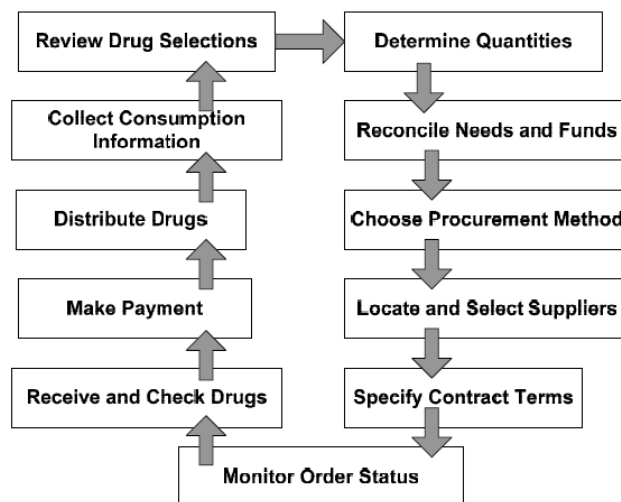 Review Drug Selections
Determine Quantities
Collect Consumption
Information
Reconcile Needs and Funds
Distribute Drugs
Choose Procurement Method
Make Payment
Locate and Select Suppliers
Receive and Check Drugs
Specify Contract Terms
Monitor Order Status